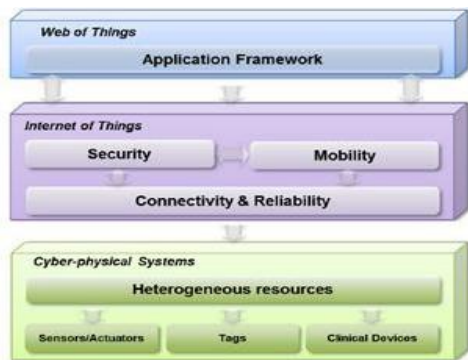 Web of Things
Application Framework
Internet of Things
Security
Mobility
Connectivity & Reliability
Cyber-physical Systems
Heterogeneous resources
Sensors/Actuators
Tags
Clinical Devices